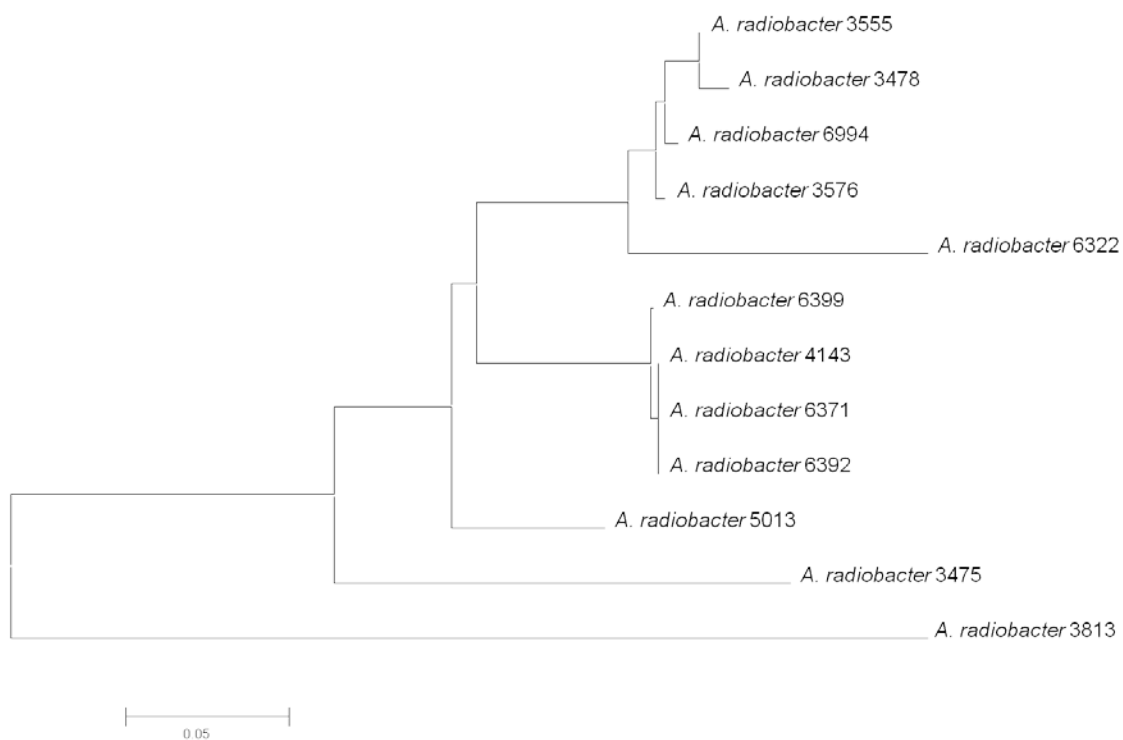 A. radiobacter 3555
A. radiobacter 3478
A. radiobacter 6994
A. radiobacter 3576
A. radiobacter 6322
A. radiobacter 6399
A. radiobacter 4143
A. radiobacter 6371
A. radiobacter 6392
A. radiobacter 5013
A. radiobacter 3475
A. radiobacter 3813
0.05